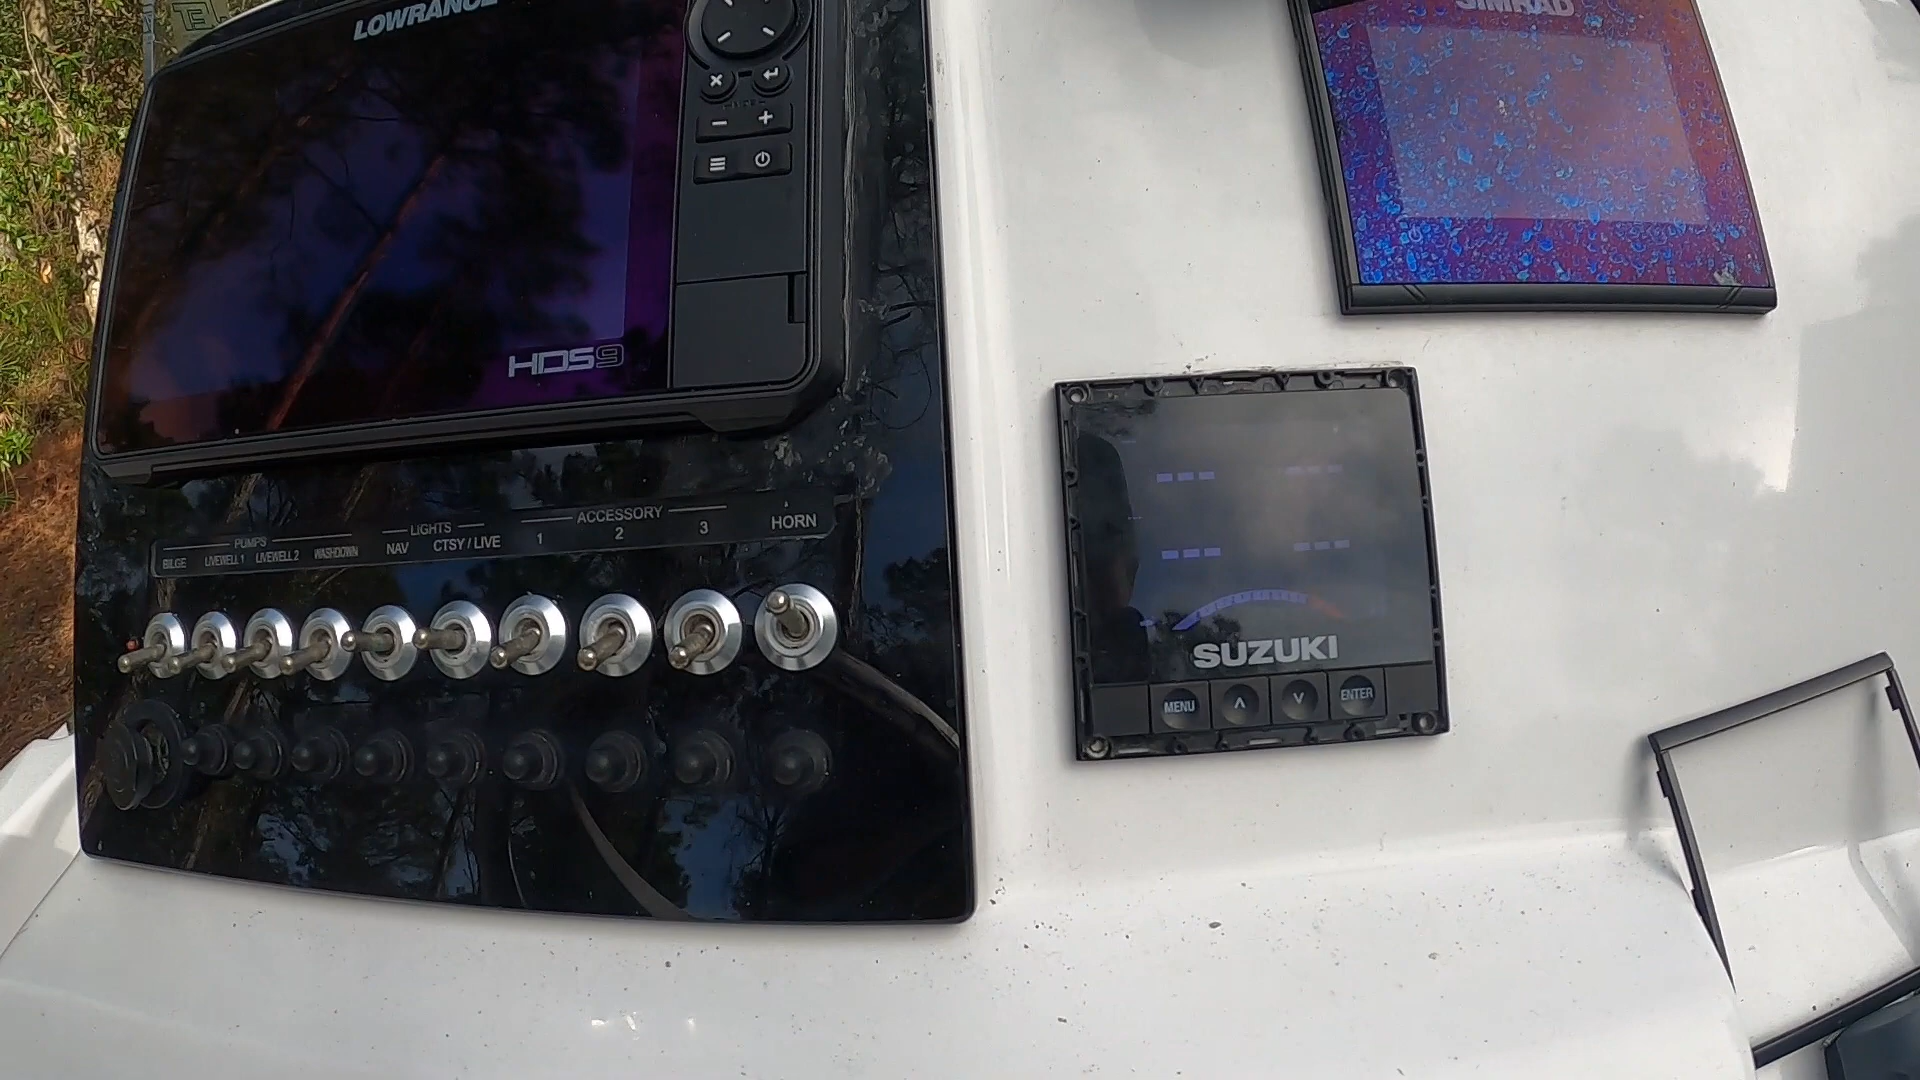 LOWRANCE
SIMRAD
HDS9
PUMPS
LIGHTS
ACCESSORY
BILGE LIVEWELL 1 LIVEWELL 2 WASHDOWN NAV CTSY / LIVE 1 2 3 HORN
SUZUKI
MENU ENTER